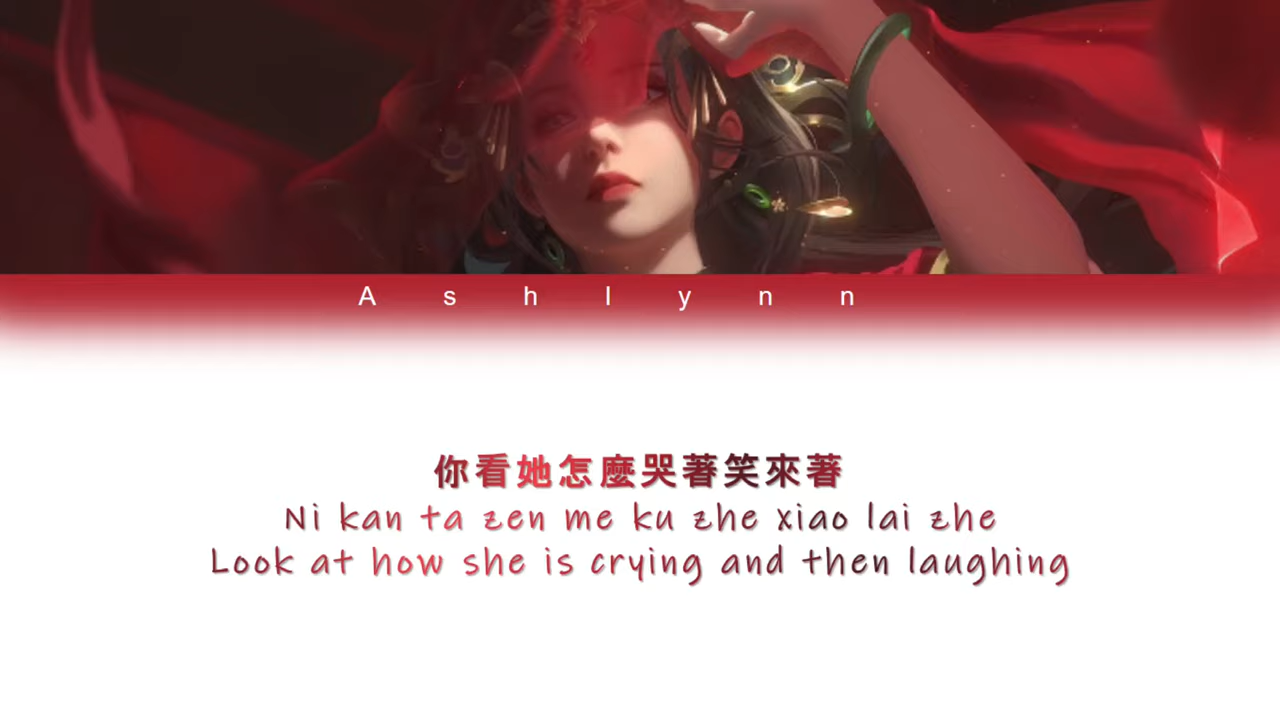 Ashlynn
你看她怎麼哭著笑來著
Ni kan ta zen me ku zhe xiao lai zhe
Look at how she is crying and then laughing